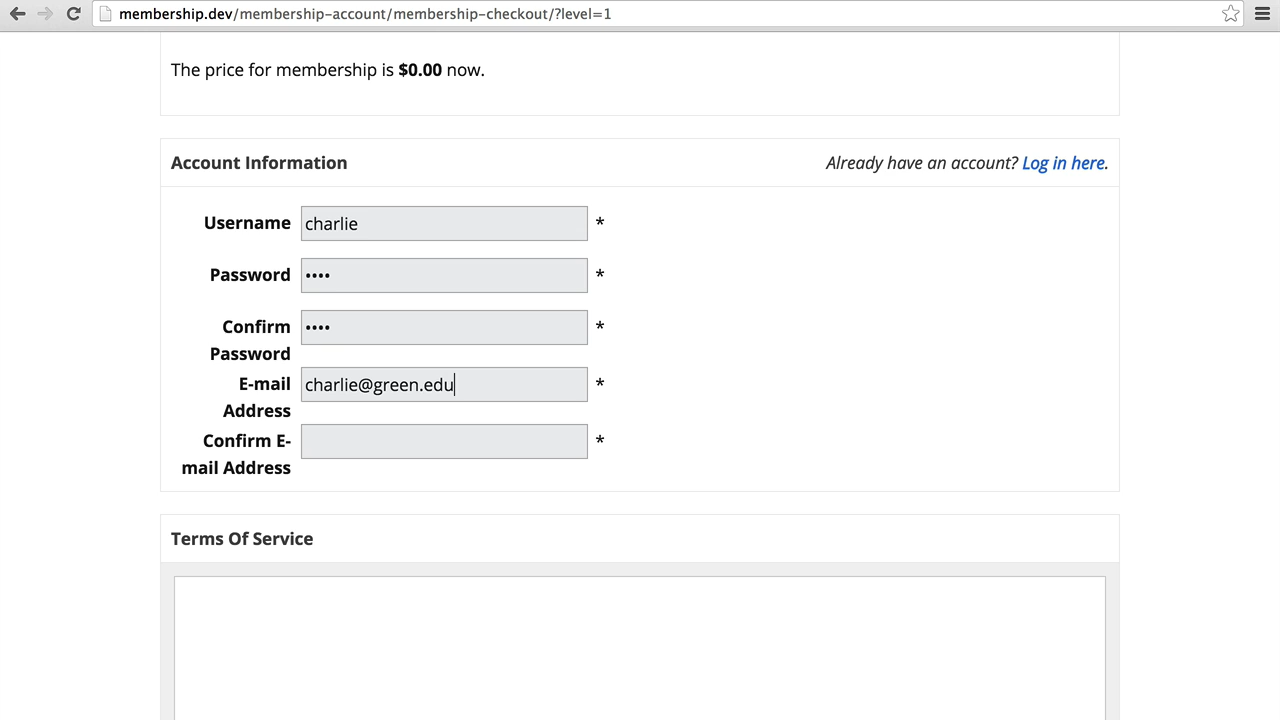 membership.dev/membership-account/membership-checkout/?level=1
The price for membership is $0.00 now.
Account Information
Already have an account? Log in here.
Username charlie *
Password •••• *
Confirm Password •••• *
E-mail Address charlie@green.edu *
Confirm E-mail Address *
Terms Of Service